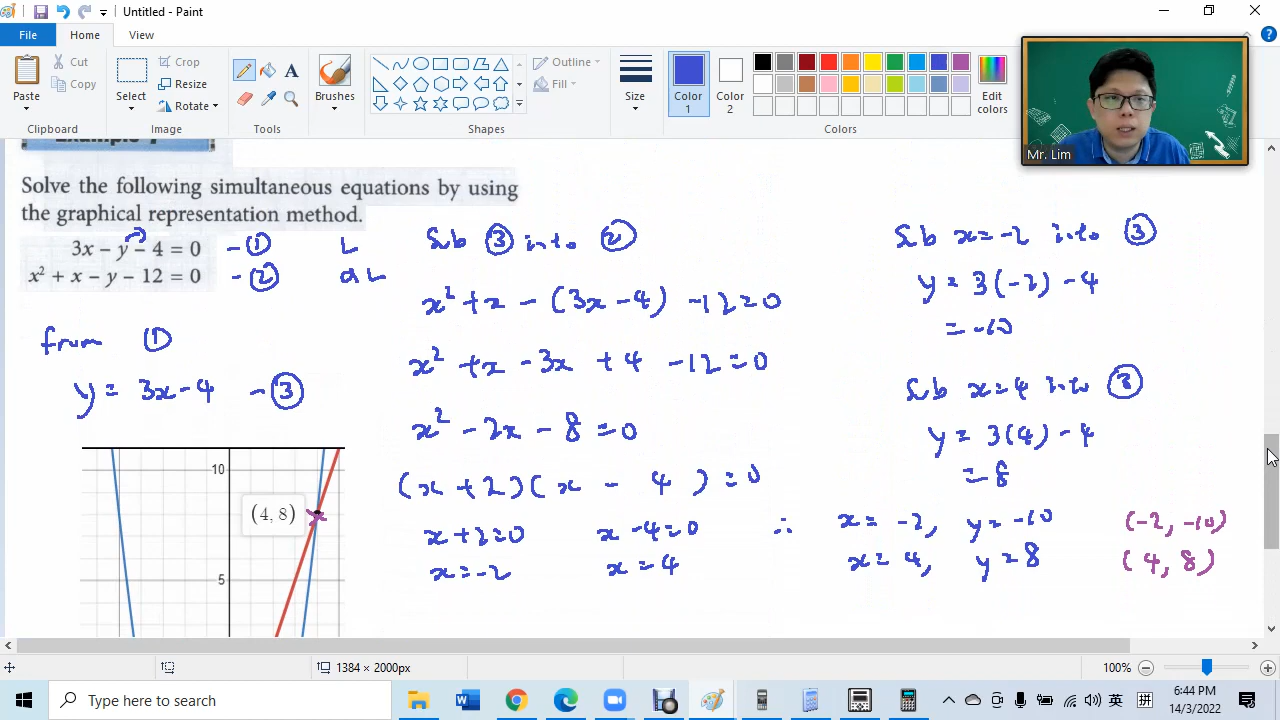 Untitled - Paint
File
Home
View
Paste
Cut
Copy
Clipboard
Select
Crop
Resize
Rotate
Image
A
Tools
Brushes
Outline
Fill
Shapes
Size
Color 1
Color 2
Edit colors
Colors
Mr. Lim
Solve the following simultaneous equations by using
the graphical representation method.
3x − y − 4 = 0 - ① L
x² + x − y − 12 = 0 - ② QL
from ①
y = 3x - 4 - ③
10
(4, 8)
5
Sub ③ into ②
x² + x - (3x - 4) - 12 = 0
x² + x - 3x + 4 - 12 = 0
x² - 2x - 8 = 0
(x + 2)(x - 4) = 0
x + 2 = 0 x - 4 = 0
x = -2 x = 4
Sub x = -2 into ③
y = 3(-2) - 4
= -10
Sub x = 4 into ③
y = 3(4) - 4
= 8
∴ x = -2, y = -10 (-2, -10)
x = 4, y = 8 (4, 8)
1384 × 2000px
100%
Type here to search
英
拼
6:44 PM
14/3/2022